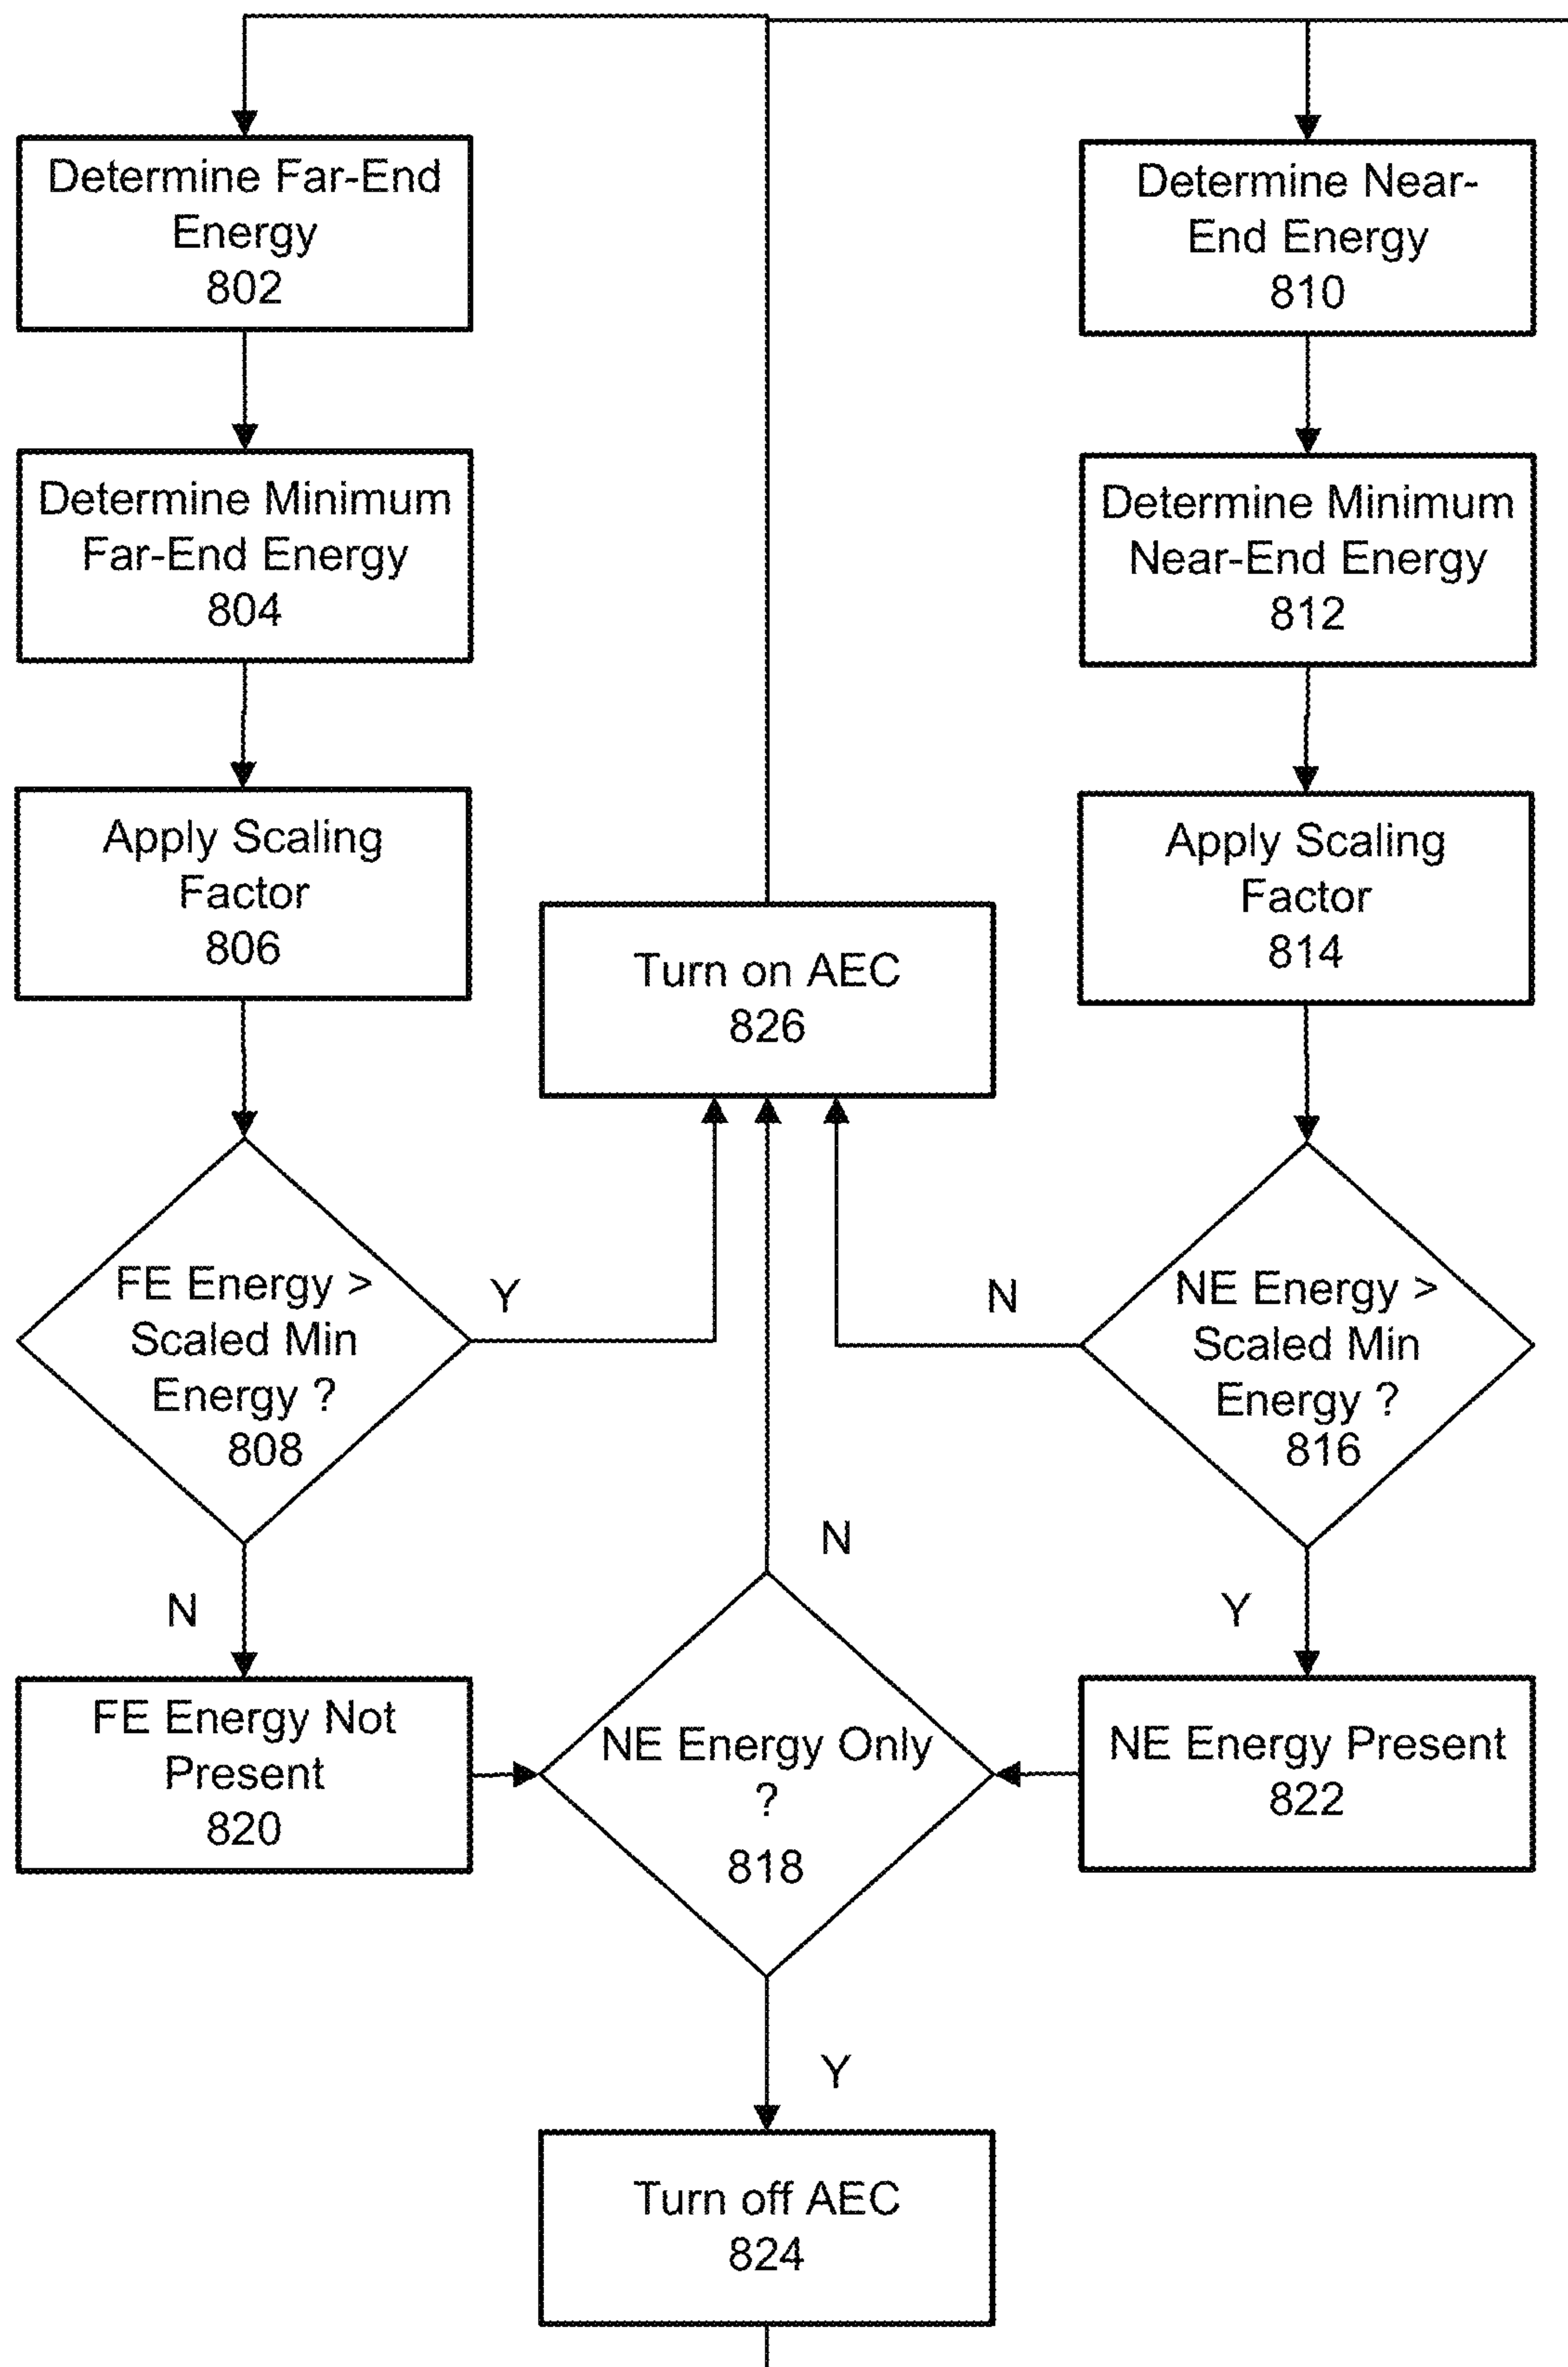 Determine Far-End
Energy
802
Determine Near-
End Energy
810
Determine Minimum
Far-End Energy
804
Determine Minimum
Near-End Energy
812
Apply Scaling
Factor
806
Apply Scaling
Factor
814
Turn on AEC
826
FE Energy >
Scaled Min
Energy ?
808
Y
N
NE Energy >
Scaled Min
Energy ?
816
N
N
Y
FE Energy Not
Present
820
NE Energy Only
?
818
NE Energy Present
822
Y
Turn off AEC
824